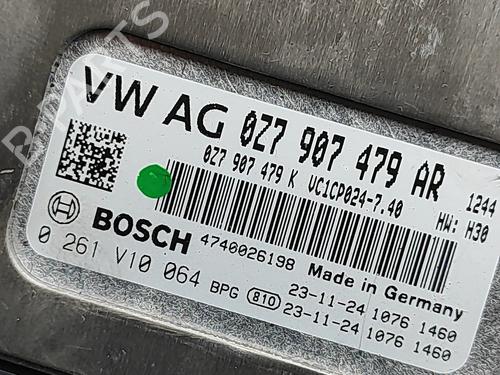 B-PARTS
VW AG 0Z7 907 479 AR
0Z7 907 479 K VC1CP024-7.40
1244
HW: H30
BOSCH 4740026198 Made in Germany
0 261 V10 064 BPG 810 23-11-24 1076 1460
23-11-24 1076 1460